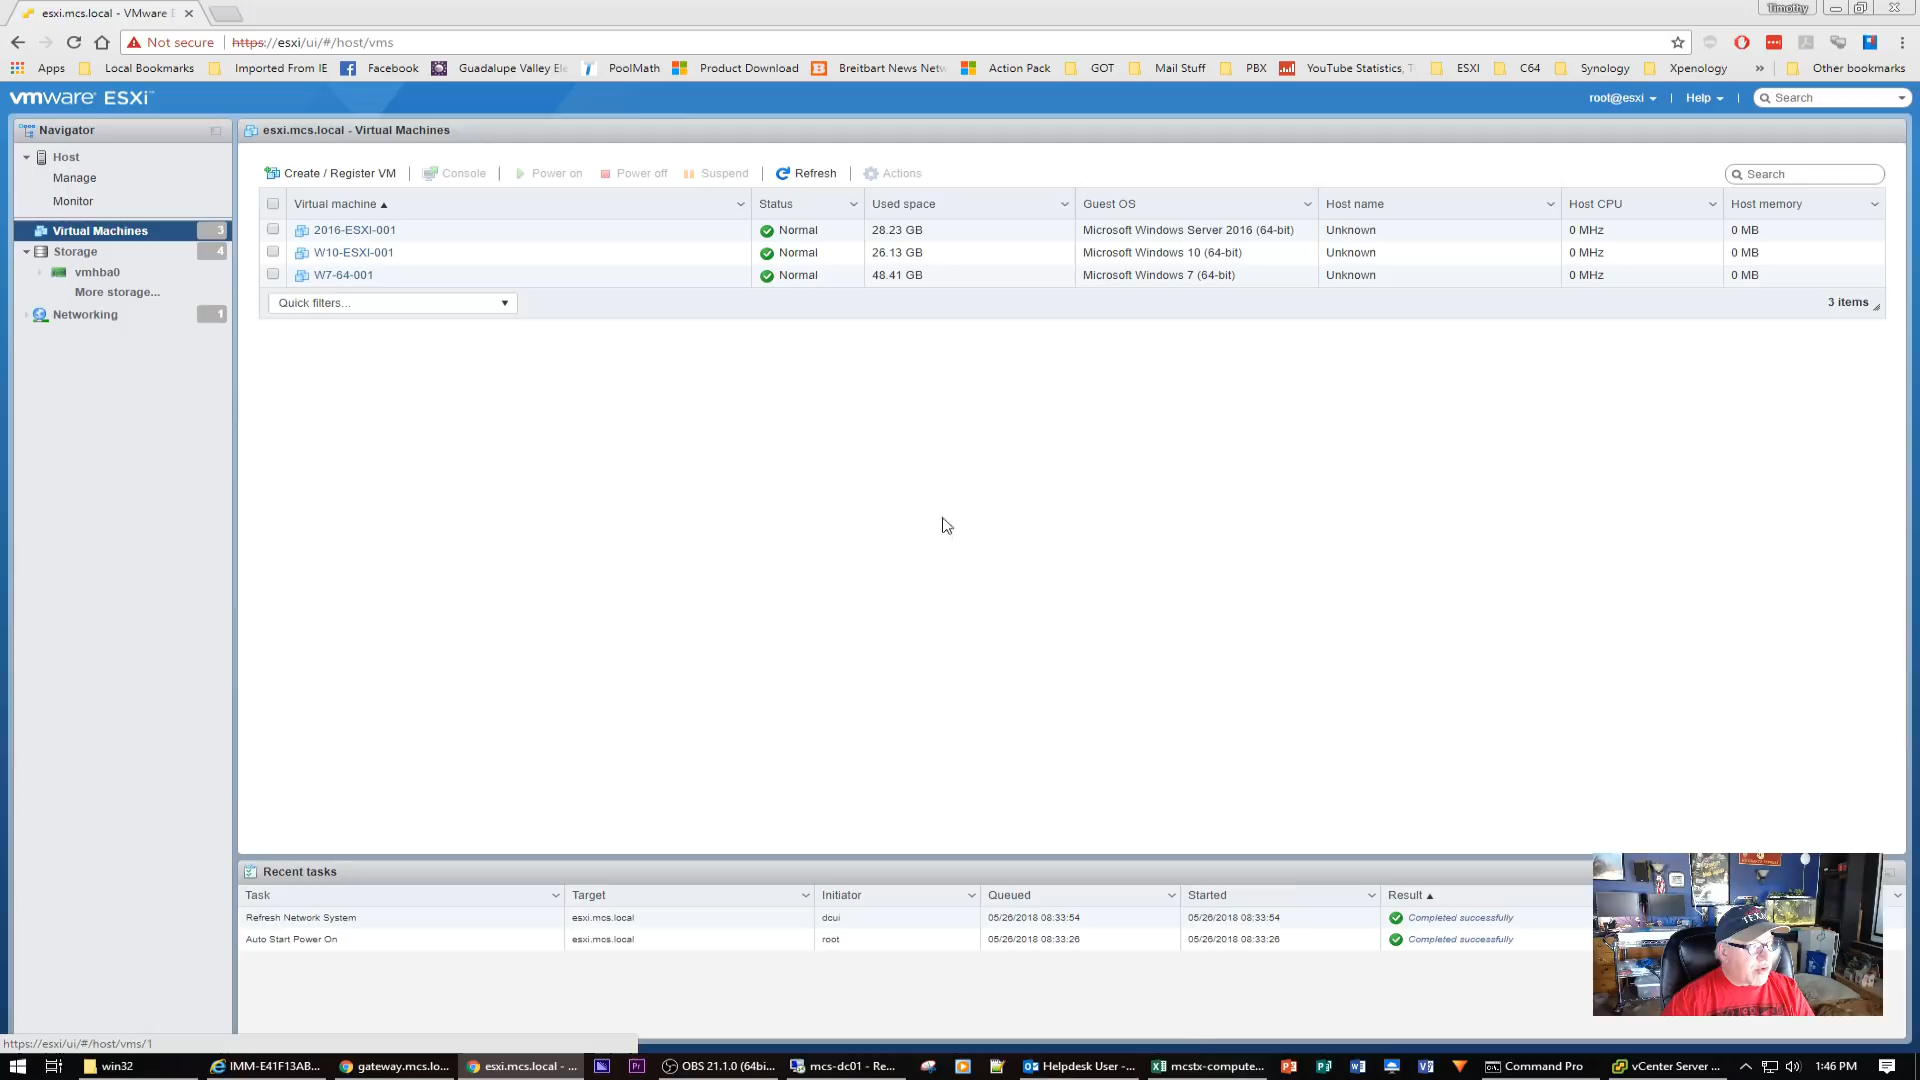 esxi.mcs.local - VMware E
Timothy
Not secure https://esxi/ui/#/host/vms
Apps Local Bookmarks Imported From IE Facebook Guadalupe Valley Ele PoolMath Product Download Breitbart News Netw Action Pack GOT Mail Stuff PBX YouTube Statistics, T ESXI C64 Synology Xpenology » Other bookmarks
vmware ESXi
root@esxi Help Search
Navigator
esxi.mcs.local - Virtual Machines
Host
Manage
Monitor
Virtual Machines 3
Storage 4
vmhba0
More storage...
Networking 1
Create / Register VM Console Power on Power off Suspend Refresh Actions Search
Virtual machine Status Used space Guest OS Host name Host CPU Host memory
2016-ESXI-001 Normal 28.23 GB Microsoft Windows Server 2016 (64-bit) Unknown 0 MHz 0 MB
W10-ESXI-001 Normal 26.13 GB Microsoft Windows 10 (64-bit) Unknown 0 MHz 0 MB
W7-64-001 Normal 48.41 GB Microsoft Windows 7 (64-bit) Unknown 0 MHz 0 MB
Quick filters... 3 items
Recent tasks
Task Target Initiator Queued Started Result
Refresh Network System esxi.mcs.local dcui 05/26/2018 08:33:54 05/26/2018 08:33:54 Completed successfully
Auto Start Power On esxi.mcs.local root 05/26/2018 08:33:26 05/26/2018 08:33:26 Completed successfully
TEXAS
https://esxi/ui/#/host/vms/1
win32 IMM-E41F13AB... gateway.mcs.lo... esxi.mcs.local - ... OBS 21.1.0 (64bi... mcs-dc01 - Re... Helpdesk User -... mcstx-compute... Command Pro vCenter Server ... 1:46 PM